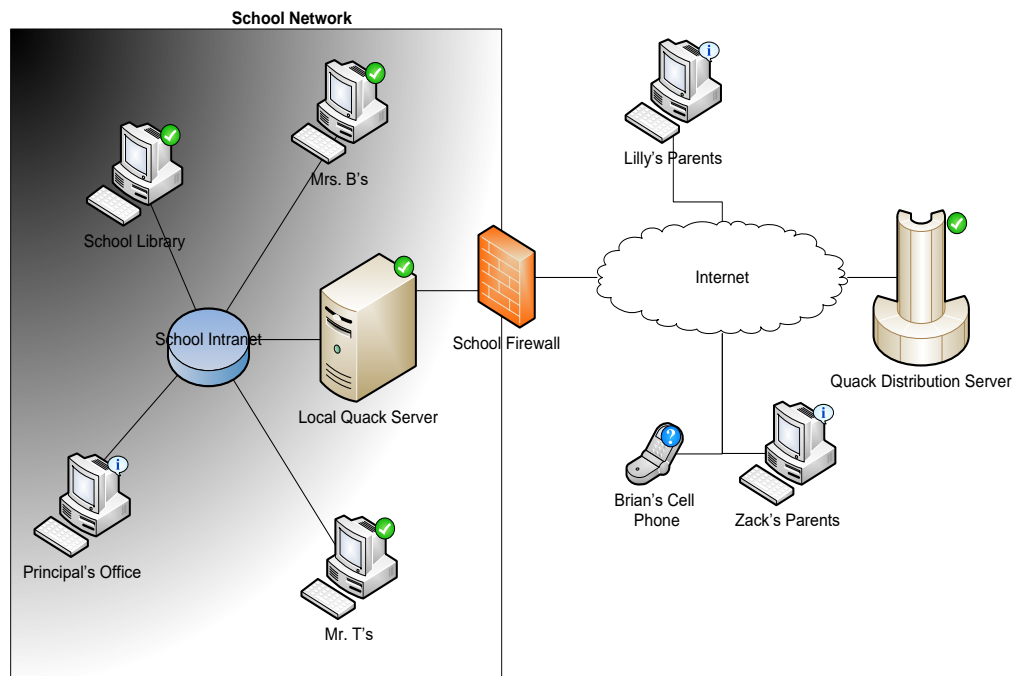 School Network
Lilly's Parents
Mrs. B's
School Library
Internet
School Intranet
School Firewall
Quack Distribution Server
Local Quack Server
Brian's Cell
Phone
Zack's Parents
Principal's Office
Mr. T's